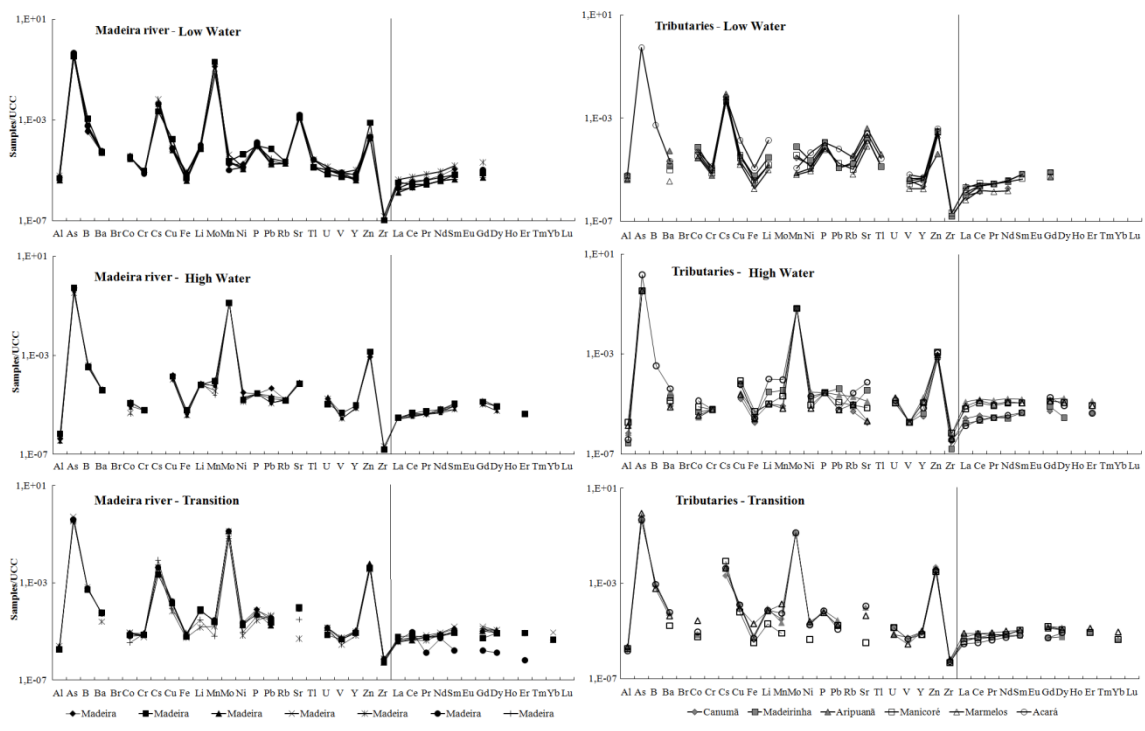 Madeira river - Low Water
Samples/UCC
1,E+01
1,E-03
1,E-07
Al As B Ba Br Co Cr Cs Cu Fe Li Mo Mn Ni P Pb Rb Sr Tl U V Y Zn Zr La Ce Pr Nd Sm Eu Gd Dy Ho Er Tm Yb Lu
Tributaries - Low Water
1,E+01
1,E-03
1,E-07
Al As B Ba Br Co Cr Cs Cu Fe Li Mo Mn Ni P Pb Rb Sr Tl U V Y Zn Zr La Ce Pr Nd Sm Eu Gd Dy Ho Er Tm Yb Lu
Madeira river - High Water
Samples/UCC
1,E+01
1,E-03
1,E-07
Al As B Ba Br Co Cr Cs Cu Fe Li Mn Mo Ni P Pb Rb Sr Tl U V Y Zn Zr La Ce Pr Nd Sm Eu Gd Dy Ho Er Tm Yb Lu
Tributaries - High Water
1,E+01
1,E-03
1,E-07
Al As B Ba Br Co Cr Cs Cu Fe Li Mn Mo Ni P Pb Rb Sr Tl U V Y Zn Zr La Ce Pr Nd Sm Eu Gd Dy Ho Er Tm Yb Lu
Madeira river - Transition
Samples/UCC
1,E+01
1,E-03
1,E-07
Al As B Ba Br Co Cr Cs Cu Fe Li Mn Mo Ni P Pb Rb Sr Tl U V Y Zn Zr La Ce Pr Nd Sm Eu Gd Dy Ho Er Tm Yb Lu
Madeira Madeira Madeira Madeira Madeira Madeira Madeira
Tributaries - Transition
1,E+01
1,E-03
1,E-07
Al As B Ba Br Co Cr Cs Cu Fe Li Mn Mo Ni P Pb Rb Sr Tl U V Y Zn Zr La Ce Pr Nd Sm Eu Gd Dy Ho Er Tm Yb Lu
Canumã Madeirinha Aripuanã Manicoré Marmelos Acará